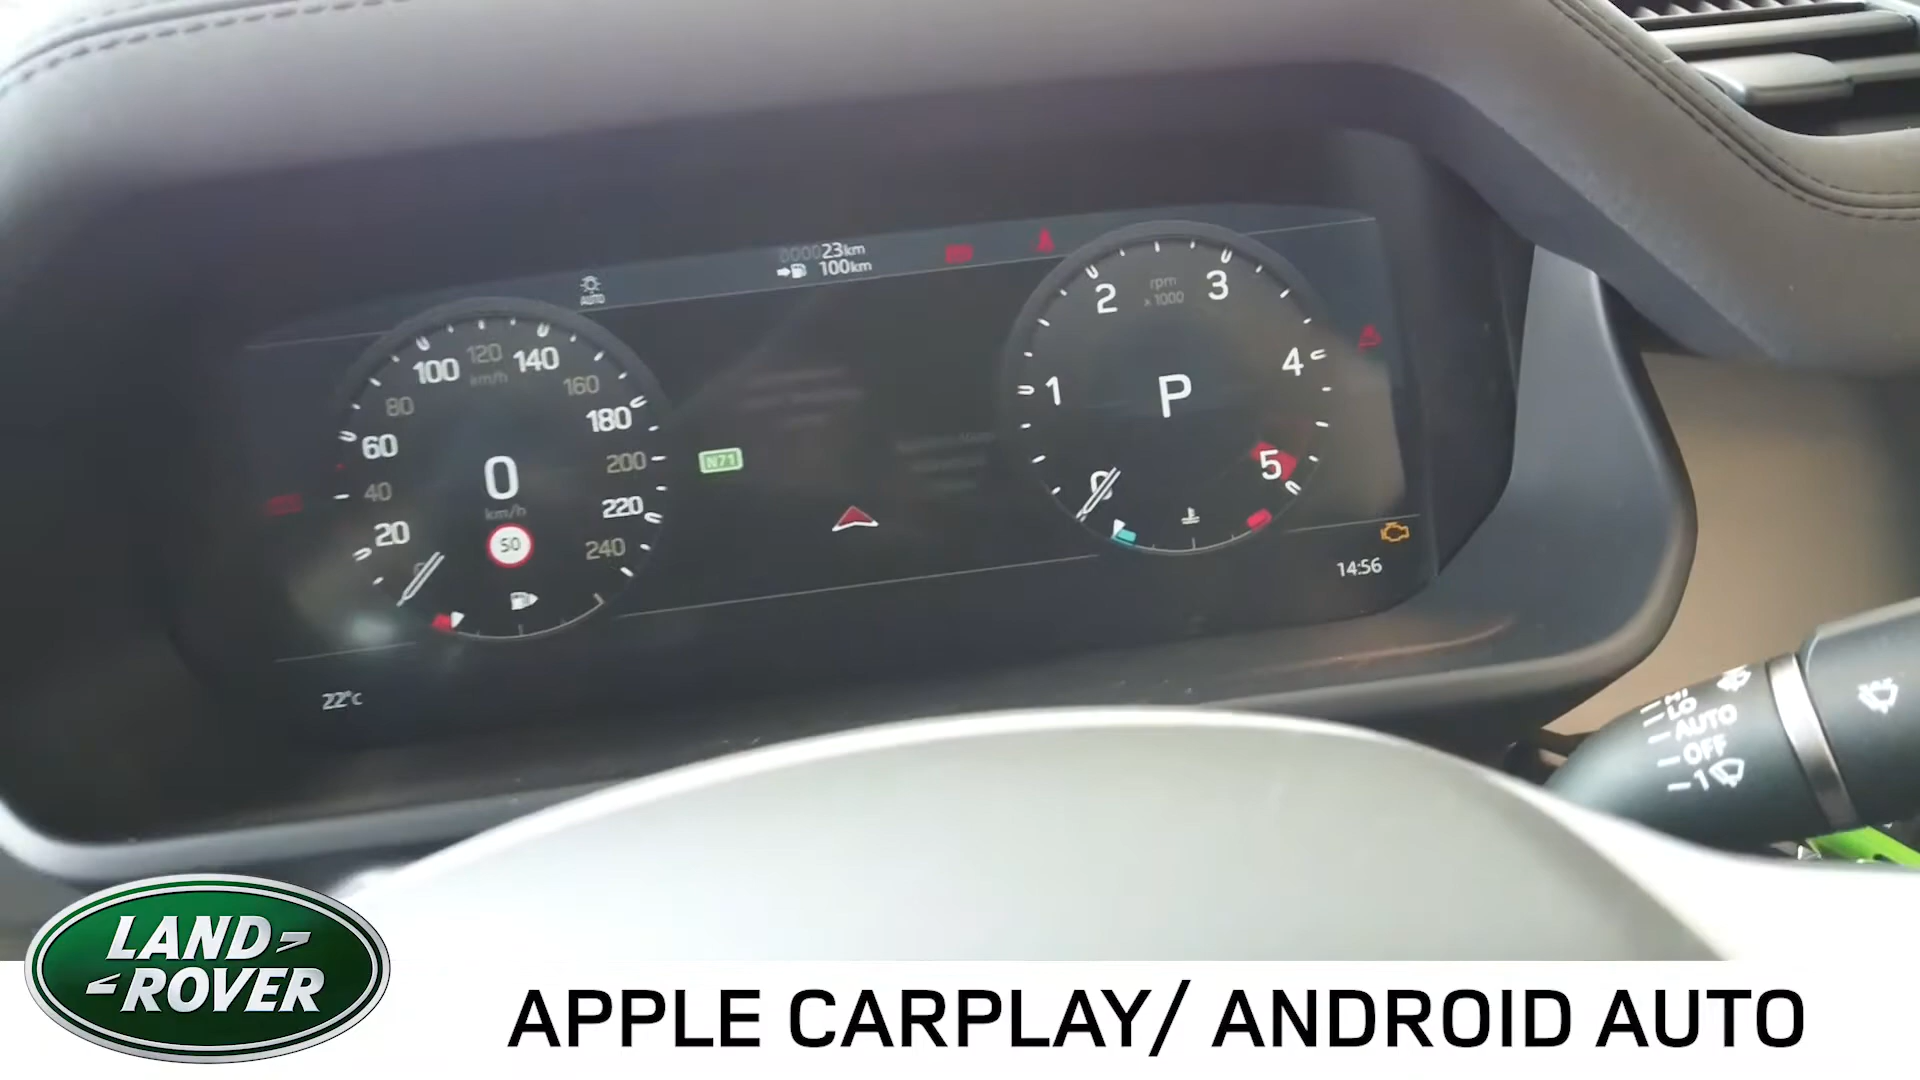 000023km
100km
AUTO
100 120 140
km/h
80 160
60 180
40 200
20 220
240
0
km/h
50
N71
rpm
x 1000
2 3
1 4
P
0 5
14:56
22°c
HI
LO
AUTO
OFF
1
LAND
ROVER
APPLE CARPLAY/ ANDROID AUTO